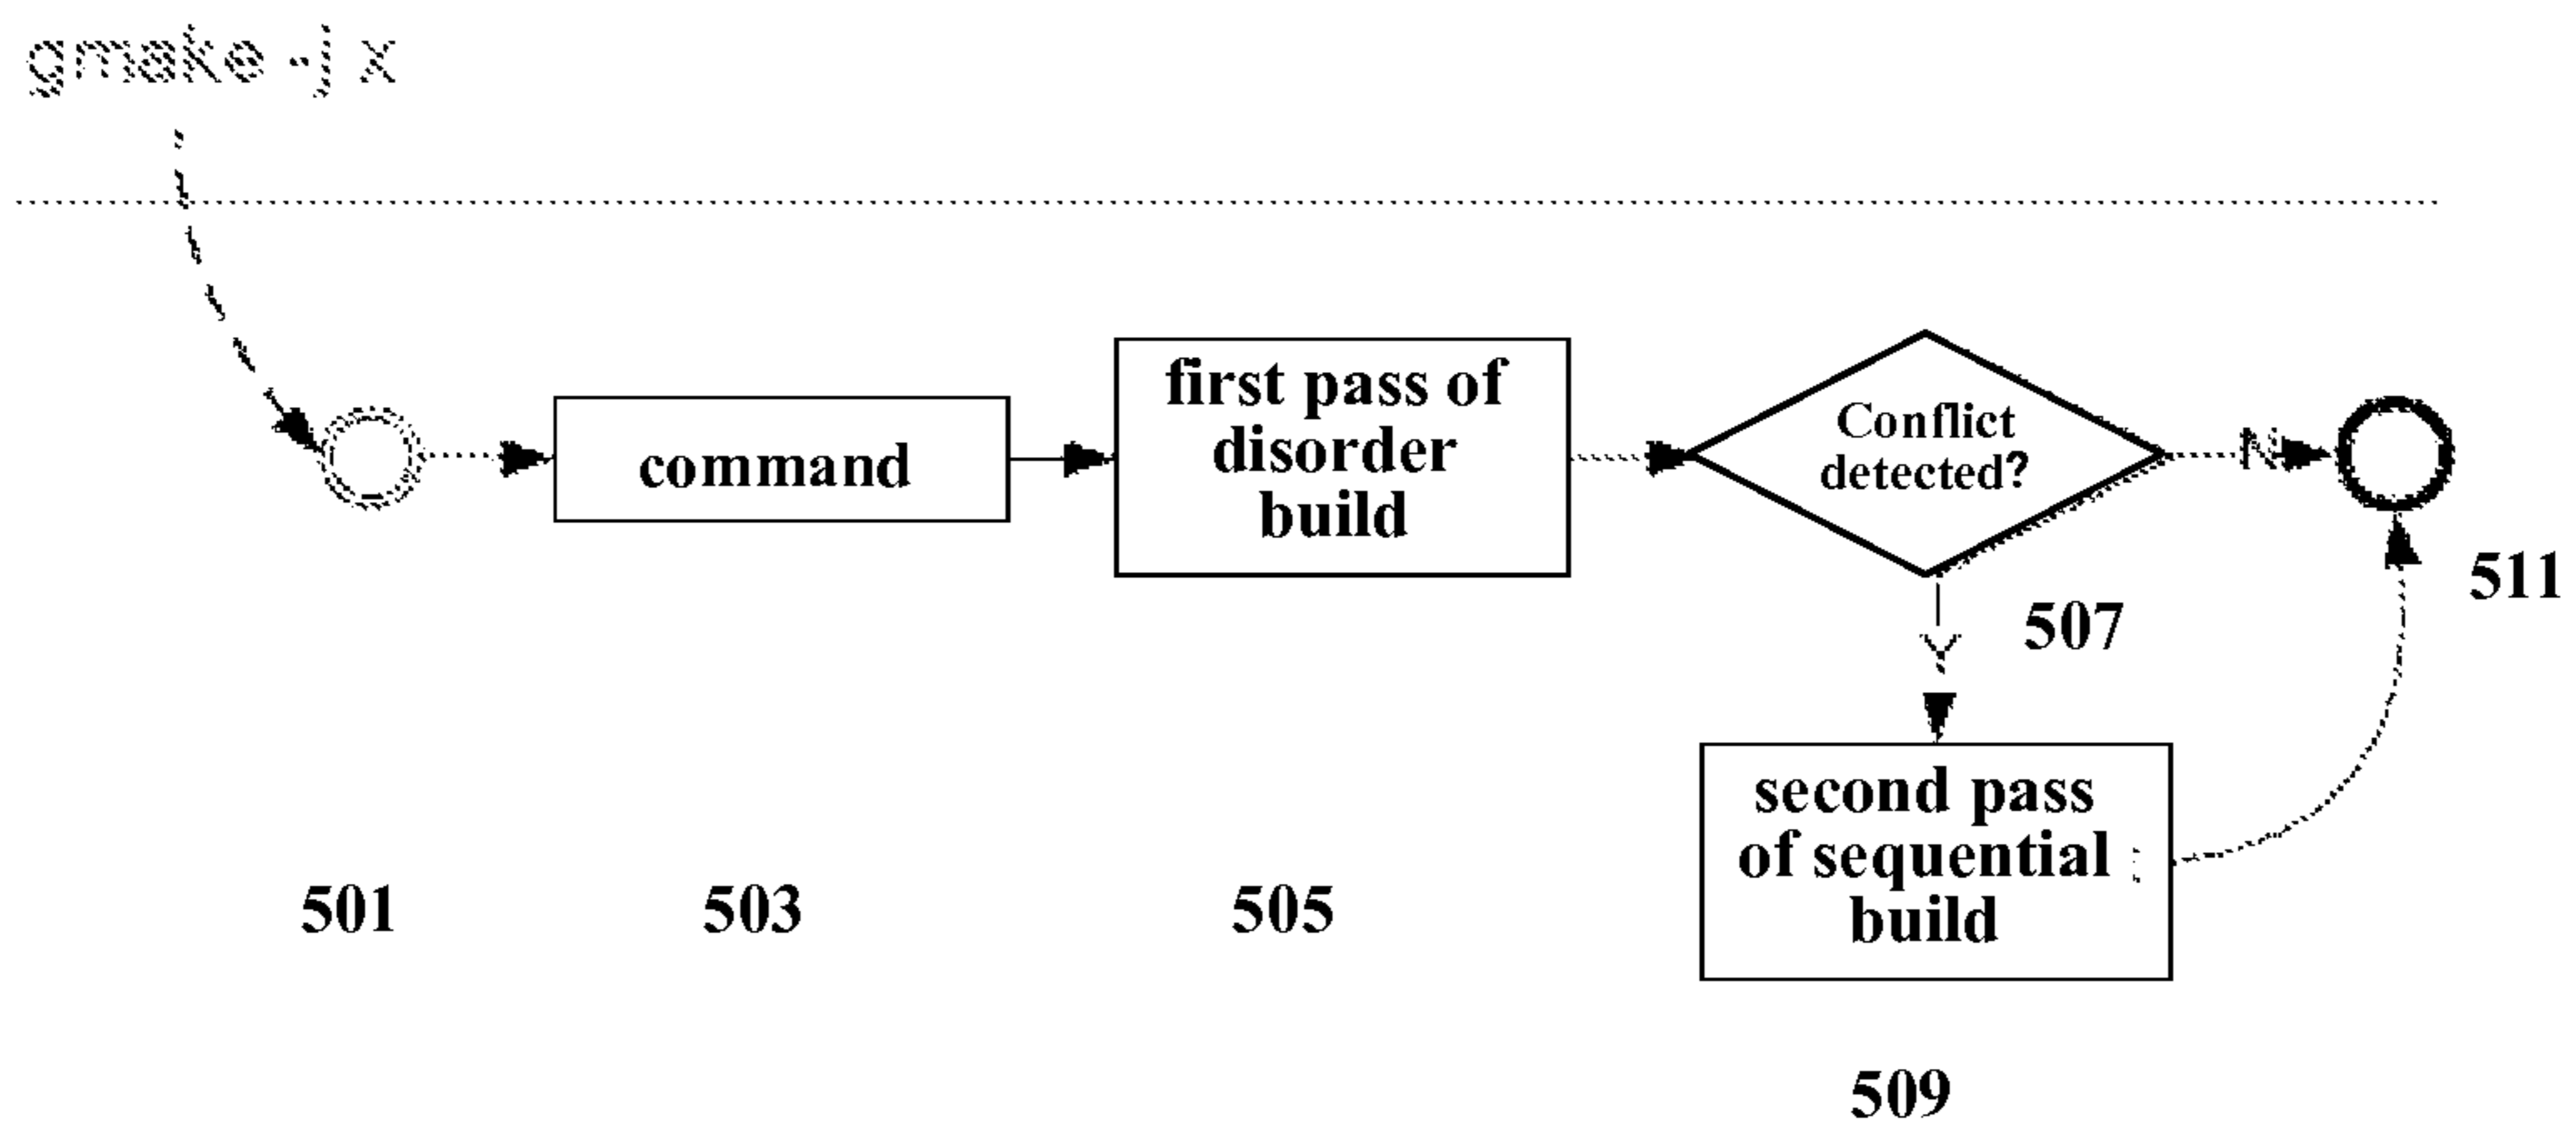 gmake -j x
command
first pass of
disorder
build
Conflict
detected?
N
511
507
Y
second pass
of sequential
build
501
503
505
509